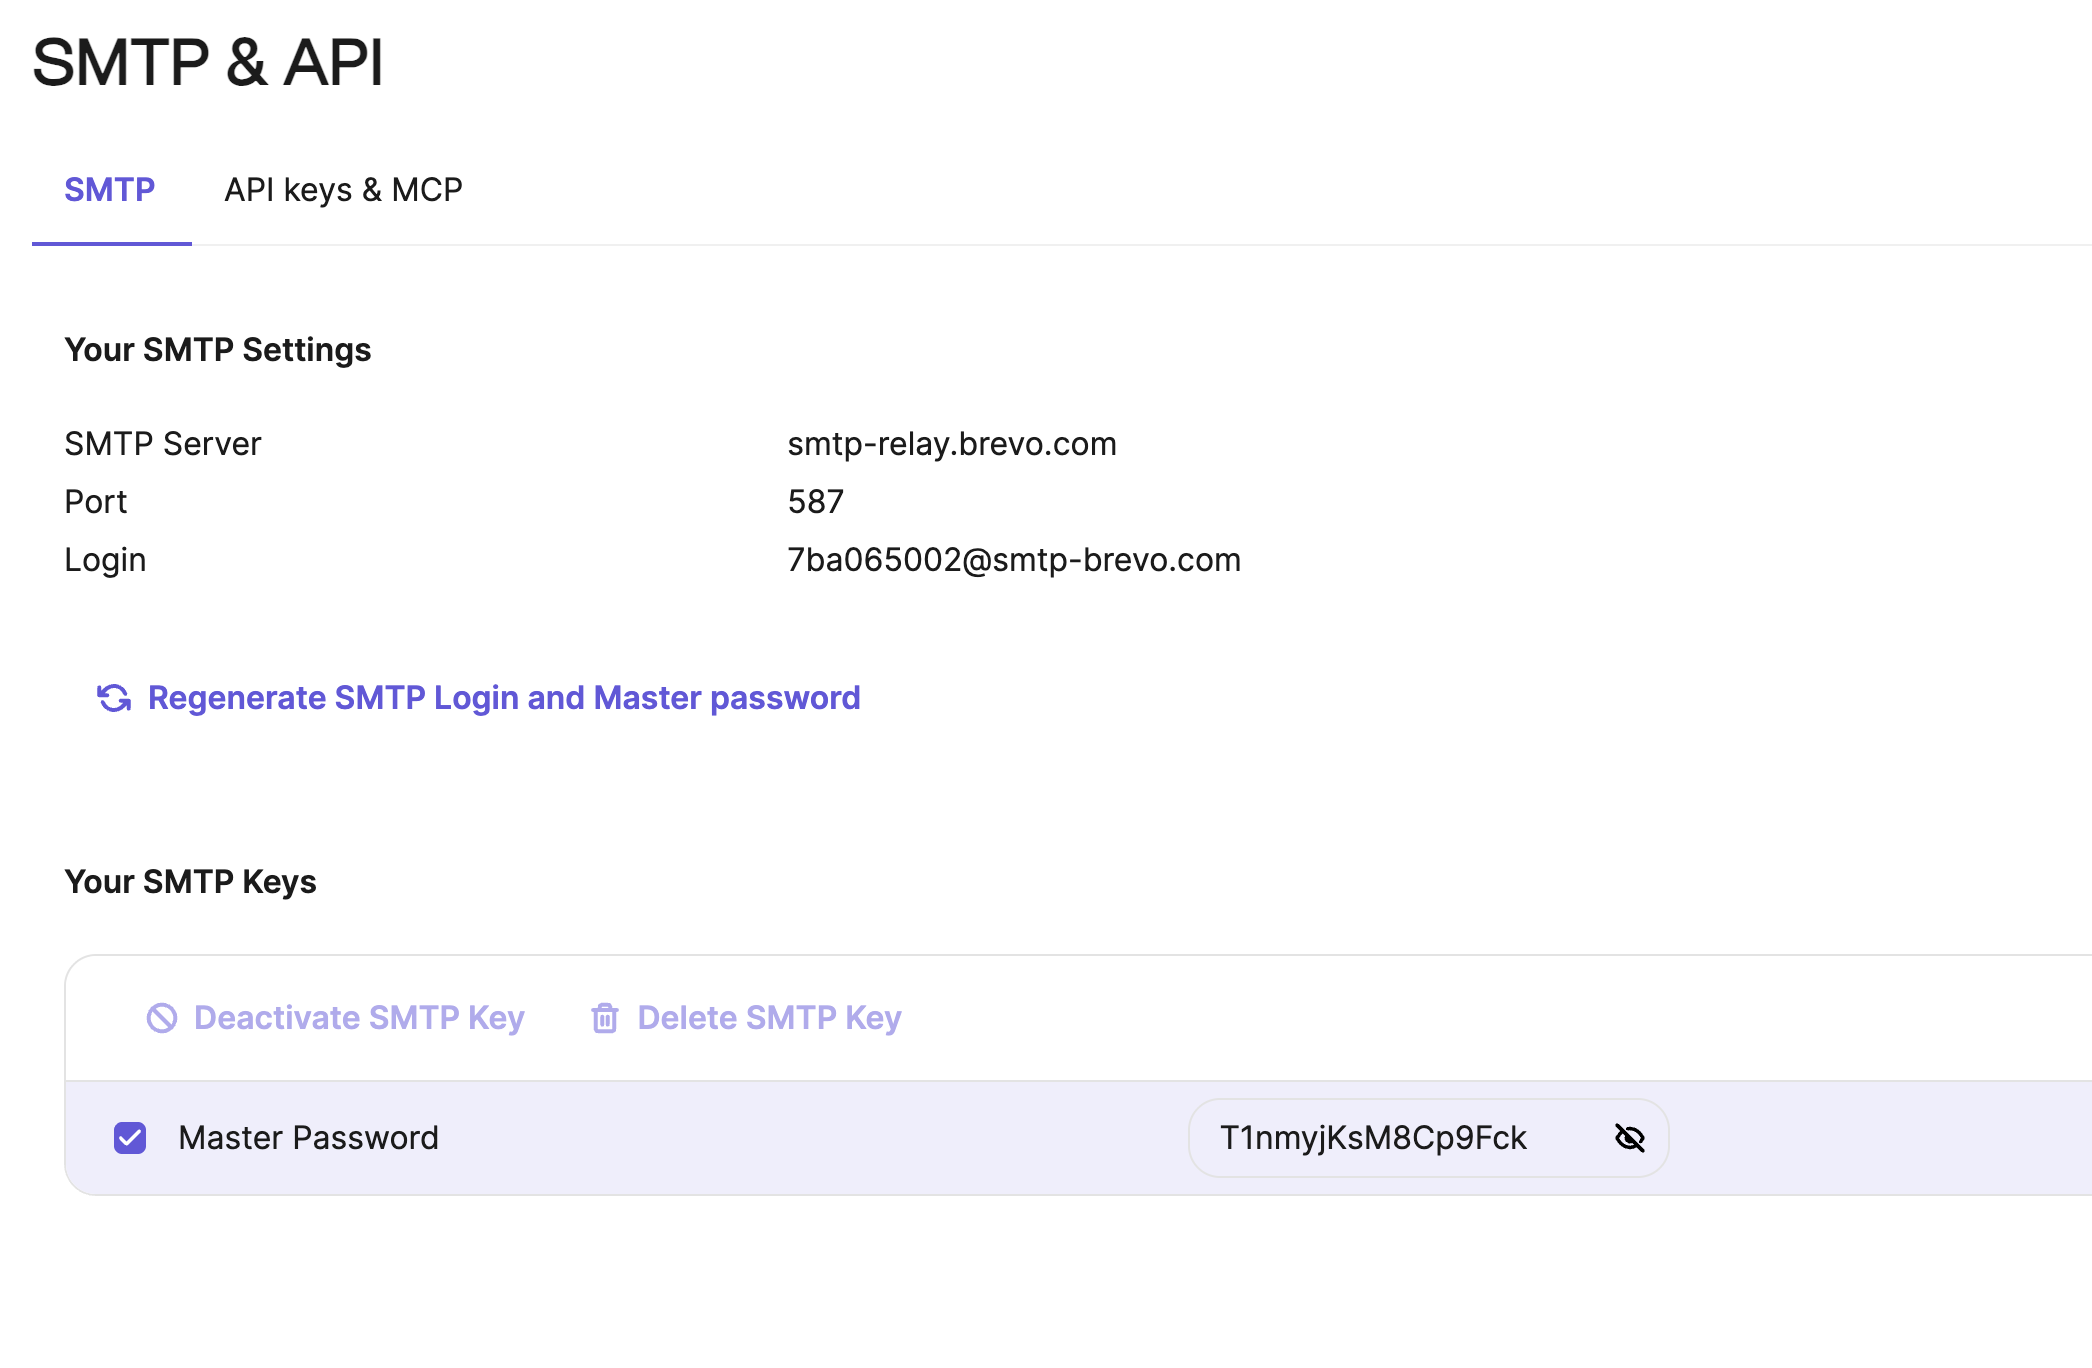 SMTP & API
SMTP API keys & MCP
Your SMTP Settings
SMTP Server smtp-relay.brevo.com
Port 587
Login 7ba065002@smtp-brevo.com
Regenerate SMTP Login and Master password
Your SMTP Keys
Deactivate SMTP Key Delete SMTP Key
Master Password T1nmyjKsM8Cp9Fck